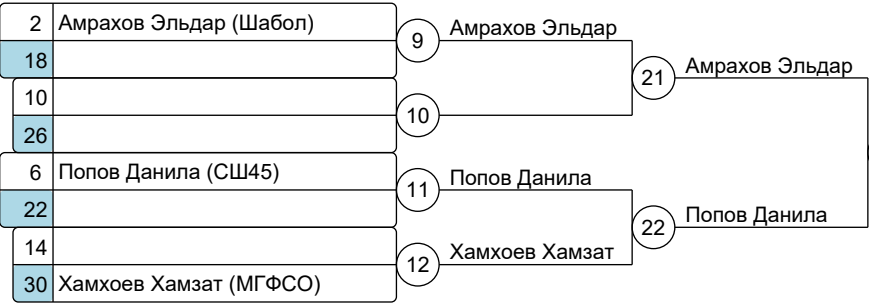 2 Амрахов Эльдар (Шабол)
18
9 Амрахов Эльдар
10
26
10
21 Амрахов Эльдар
6 Попов Данила (СШ45)
22
11 Попов Данила
14
30 Хамхоев Хамзат (МГФСО)
12 Хамхоев Хамзат
22 Попов Данила